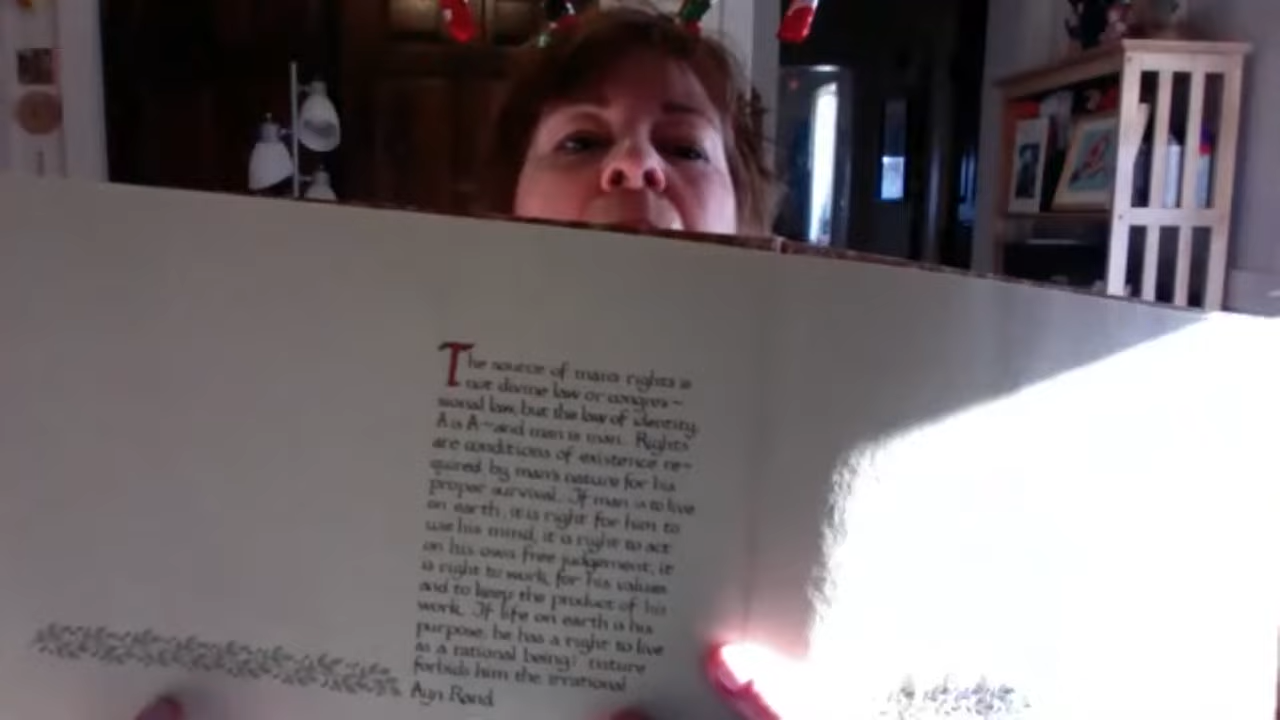 The source of man's rights is
not divine law or congres-
sional law, but the law of identity.
A is A—and man is man. Rights
are conditions of existence re-
quired by man's nature for his
proper survival. If man is to live
on earth, it is right for him to
use his mind, it is right to act
on his own free judgement, it
is right to work for his values
and to keep the product of his
work. If life on earth is his
purpose, he has a right to live
as a rational being: nature
forbids him the irrational
Ayn Rand